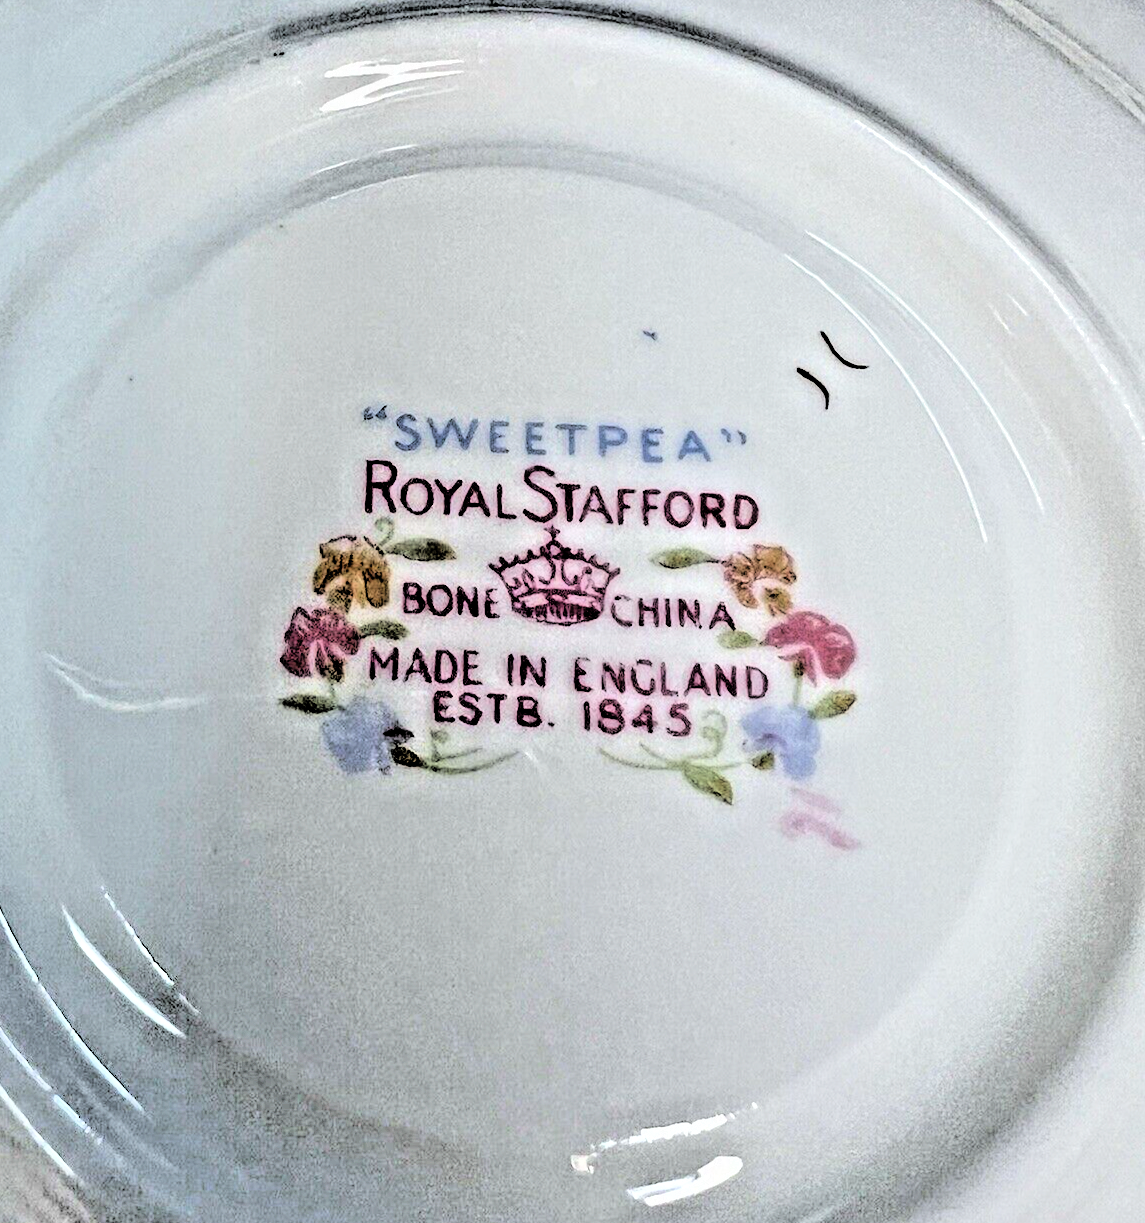 “SWEETPEA”
ROYAL STAFFORD
BONE CHINA
MADE IN ENGLAND
ESTB. 1845